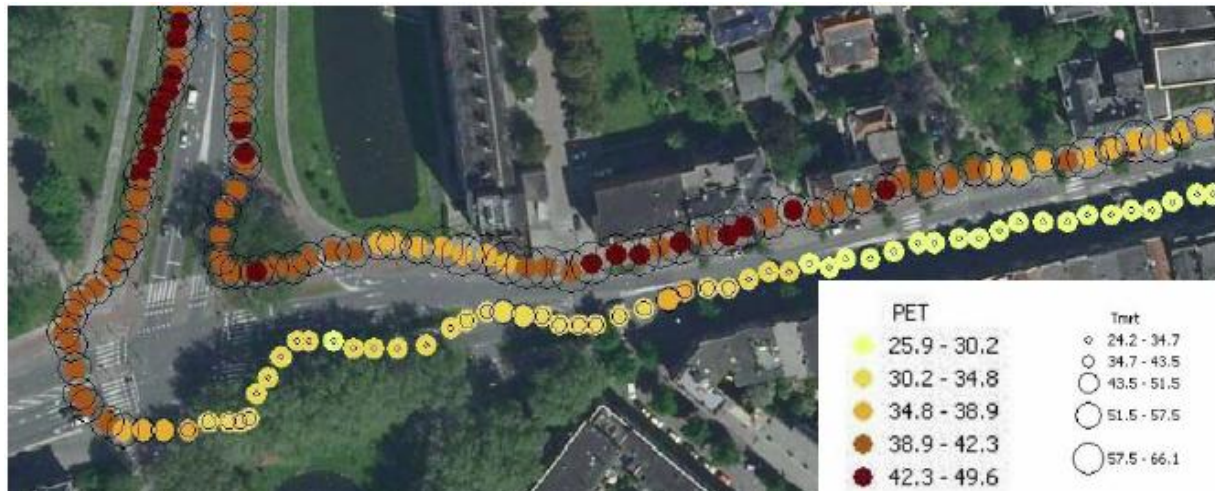 PET
25.9 - 30.2
30.2 - 34.8
34.8 - 38.9
38.9 - 42.3
42.3 - 49.6
Tmrt
24.2 - 34.7
34.7 - 43.5
43.5 - 51.5
51.5 - 57.5
57.5 - 66.1